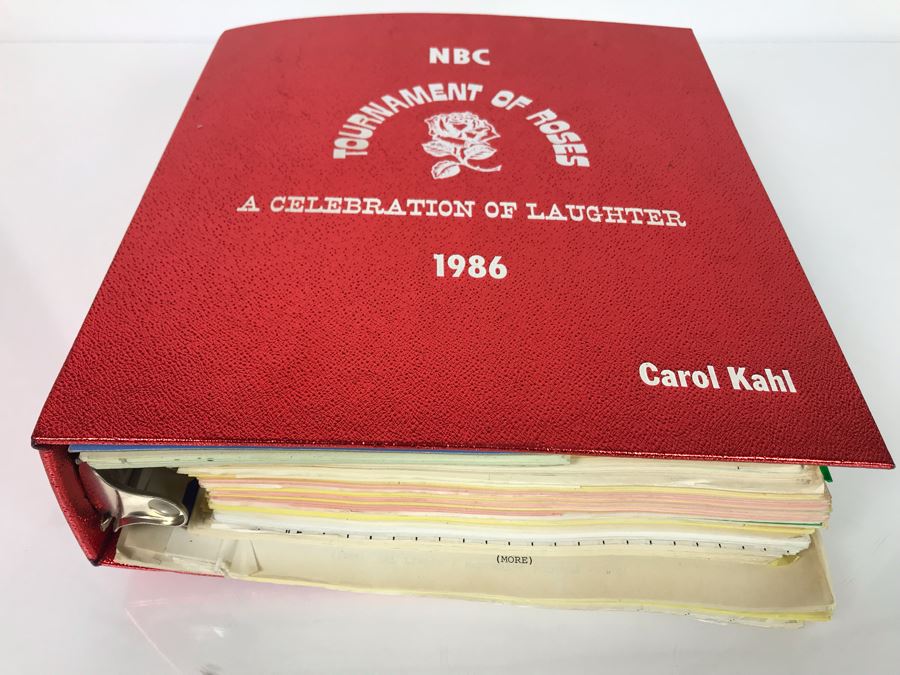 NBC
TOURNAMENT OF ROSES
A CELEBRATION OF LAUGHTER
1986
Carol Kahl
(MORE)